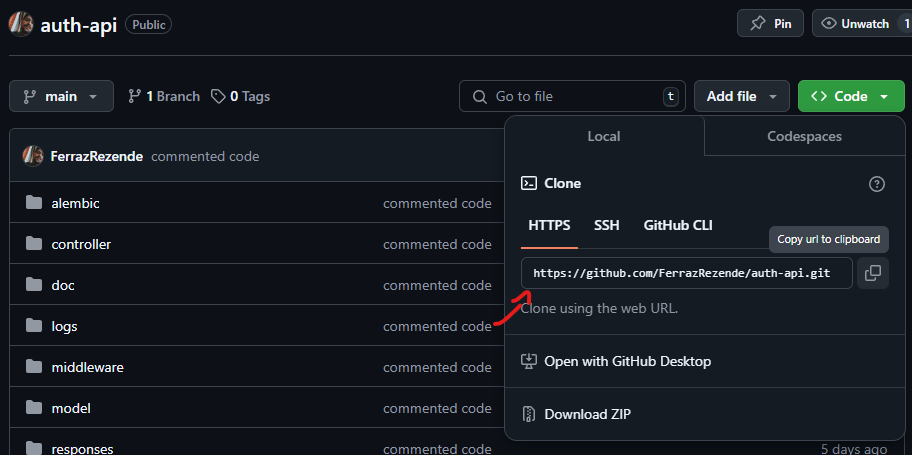 auth-api Public Pin Unwatch 1
main 1 Branch 0 Tags Go to file t Add file Code
Local Codespaces
FerrazRezende commented code
Clone
alembic commented code
HTTPS SSH GitHub CLI
controller commented code
Copy url to clipboard
doc commented code
https://github.com/FerrazRezende/auth-api.git
Clone using the web URL.
logs commented code
middleware commented code
Open with GitHub Desktop
model commented code
Download ZIP
responses 5 days ago